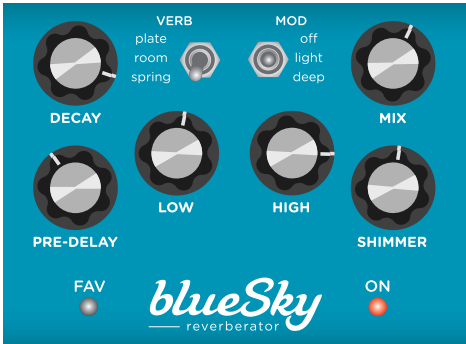 VERB
MOD
plate
room
spring
off
light
deep
DECAY
MIX
LOW
HIGH
PRE-DELAY
SHIMMER
FAV
ON
blueSky
reverberator